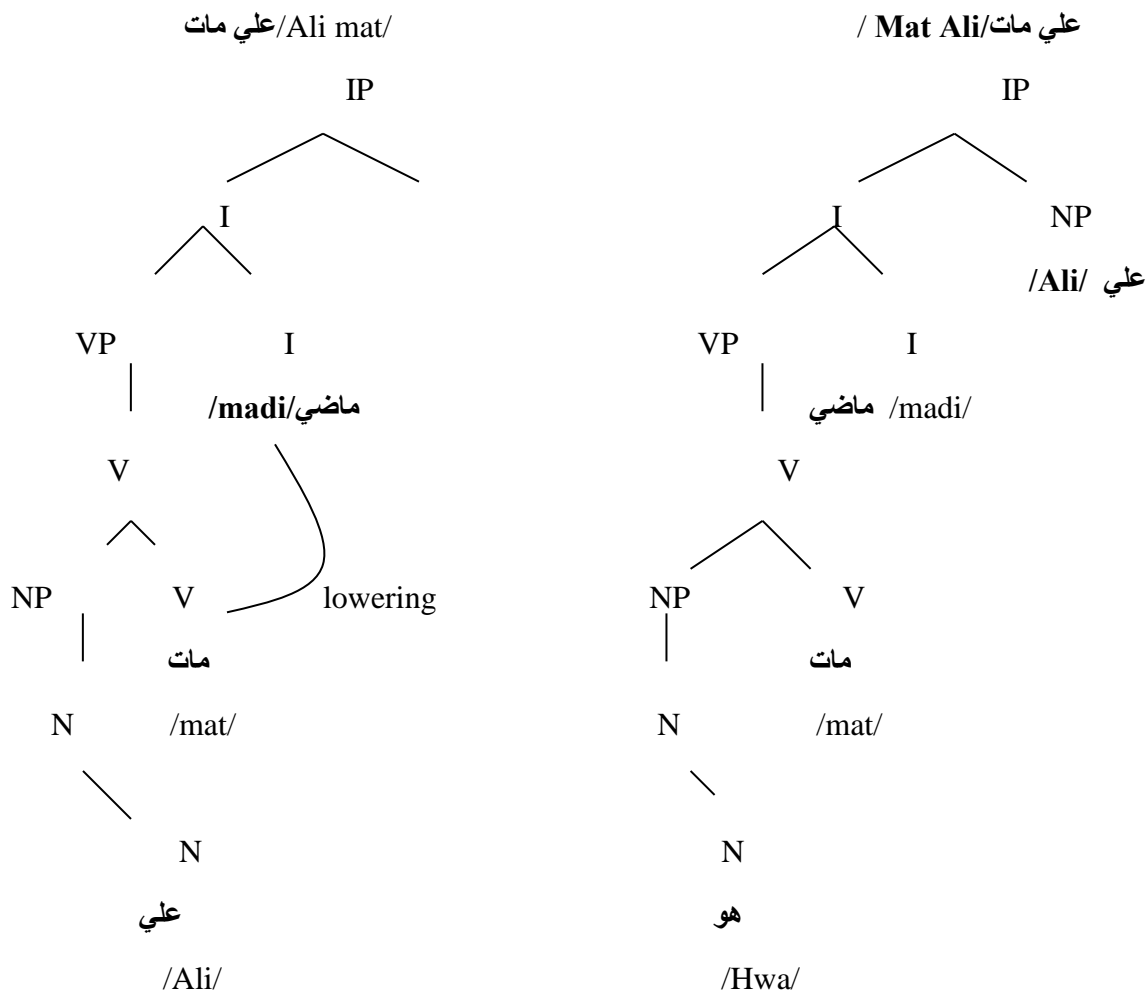 علي مات/Ali mat/
/ Mat Ali/علي مات
IP
IP
I
I
NP
/Ali/ علي
VP
I
VP
I
/madi/ماضي
ماضي /madi/
V
V
NP
V
lowering
NP
V
مات
مات
N
/mat/
N
/mat/
N
N
علي
هو
/Ali/
/Hwa/